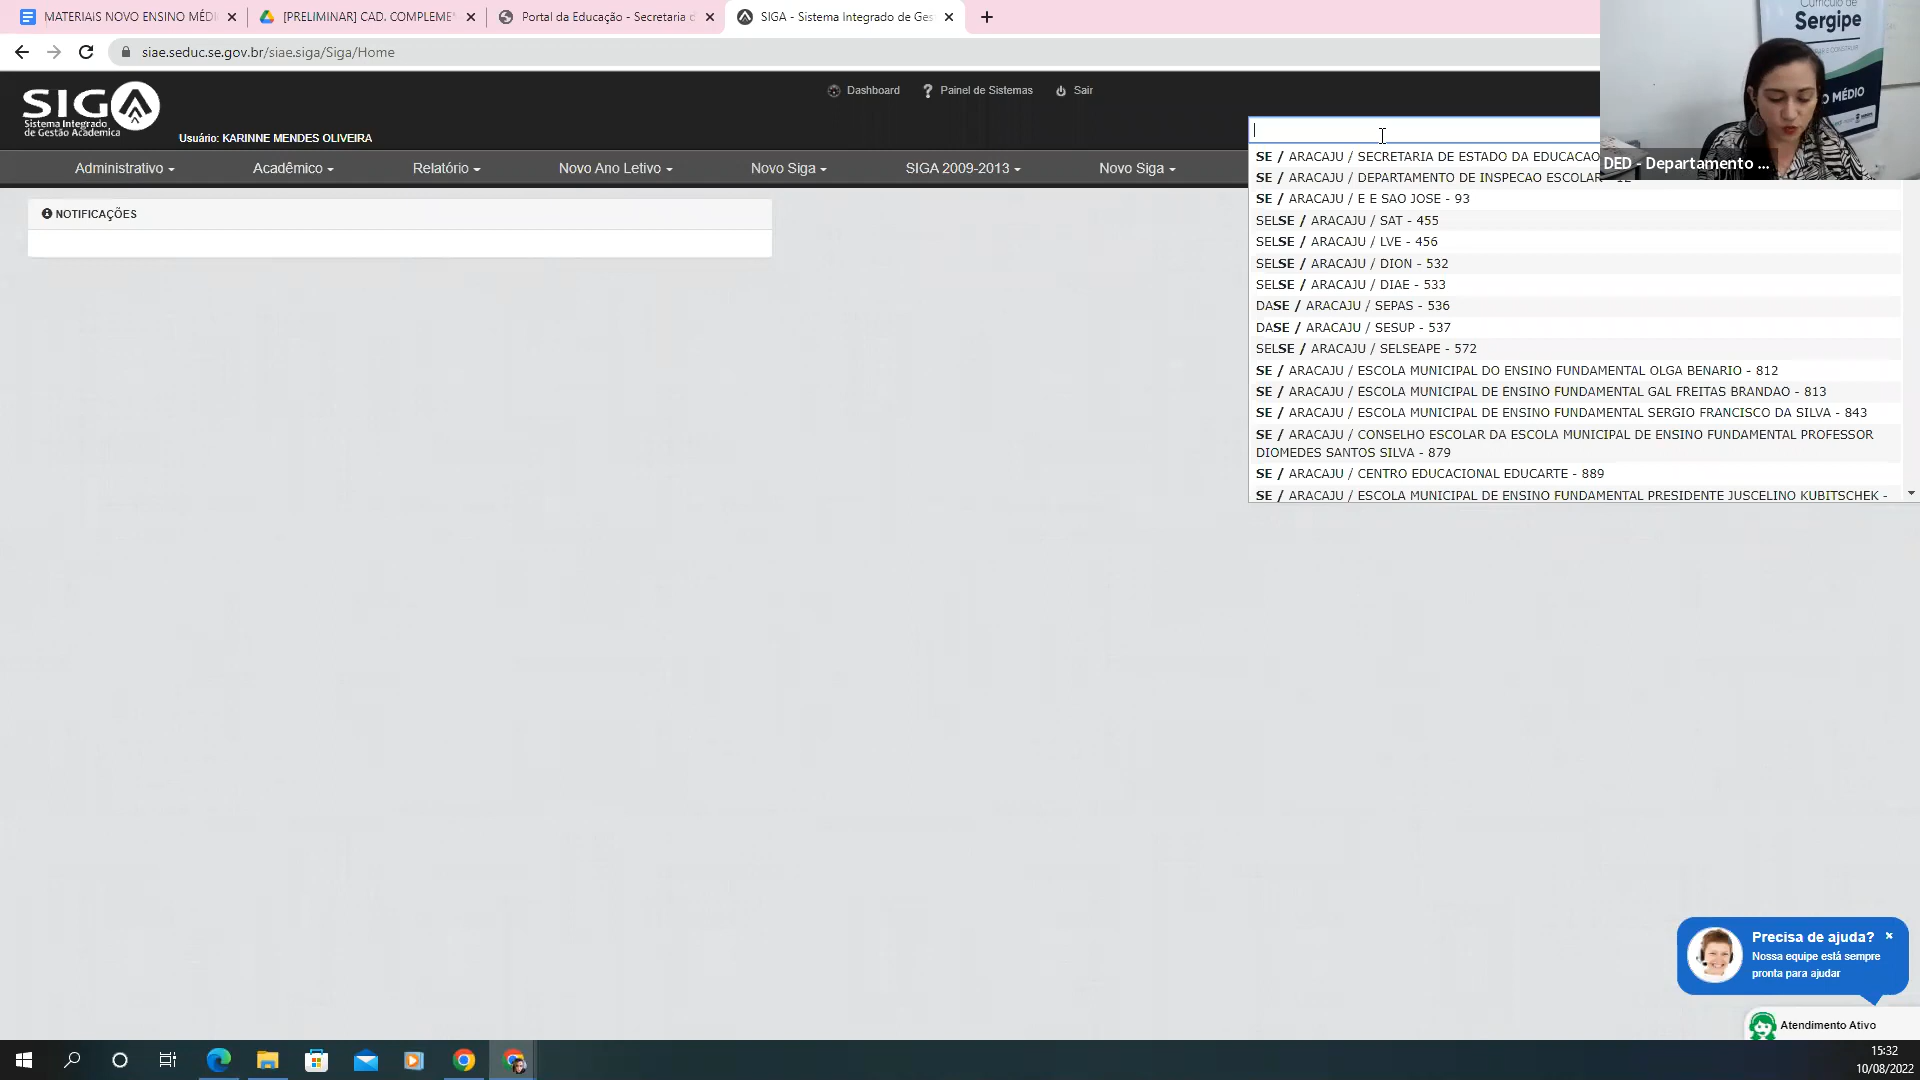 MATERIAIS NOVO ENSINO MÉDI
[PRELIMINAR] CAD. COMPLEME
Portal da Educação - Secretaria d
SIGA - Sistema Integrado de Ges
siae.seduc.se.gov.br/siae.siga/Siga/Home
Currículo de
Sergipe
O MÉDIO
DED - Departamento ...
SIGA
Sistema Integrado
de Gestão Acadêmica
Usuário: KARINNE MENDES OLIVEIRA
Dashboard
Painel de Sistemas
Sair
Administrativo
Acadêmico
Relatório
Novo Ano Letivo
Novo Siga
SIGA 2009-2013
Novo Siga
NOTIFICAÇÕES
SE / ARACAJU / SECRETARIA DE ESTADO DA EDUCACAO
SE / ARACAJU / DEPARTAMENTO DE INSPECAO ESCOLAR - 12
SE / ARACAJU / E E SAO JOSE - 93
SELSE / ARACAJU / SAT - 455
SELSE / ARACAJU / LVE - 456
SELSE / ARACAJU / DION - 532
SELSE / ARACAJU / DIAE - 533
DASE / ARACAJU / SEPAS - 536
DASE / ARACAJU / SESUP - 537
SELSE / ARACAJU / SELSEAPE - 572
SE / ARACAJU / ESCOLA MUNICIPAL DO ENSINO FUNDAMENTAL OLGA BENARIO - 812
SE / ARACAJU / ESCOLA MUNICIPAL DE ENSINO FUNDAMENTAL GAL FREITAS BRANDAO - 813
SE / ARACAJU / ESCOLA MUNICIPAL DE ENSINO FUNDAMENTAL SERGIO FRANCISCO DA SILVA - 843
SE / ARACAJU / CONSELHO ESCOLAR DA ESCOLA MUNICIPAL DE ENSINO FUNDAMENTAL PROFESSOR
DIOMEDES SANTOS SILVA - 879
SE / ARACAJU / CENTRO EDUCACIONAL EDUCARTE - 889
SE / ARACAJU / ESCOLA MUNICIPAL DE ENSINO FUNDAMENTAL PRESIDENTE JUSCELINO KUBITSCHEK -
Precisa de ajuda?
Nossa equipe está sempre
pronta para ajudar
Atendimento Ativo
15:32
10/08/2022